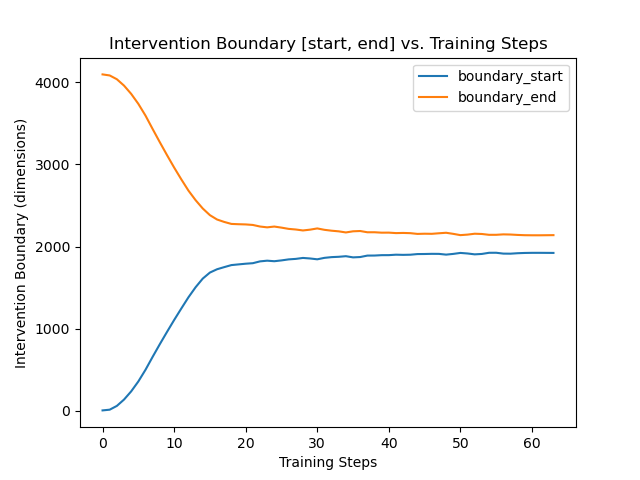 Intervention Boundary [start, end] vs. Training Steps
boundary_start
boundary_end
Intervention Boundary (dimensions)
4000
3000
2000
1000
0
0 10 20 30 40 50 60
Training Steps